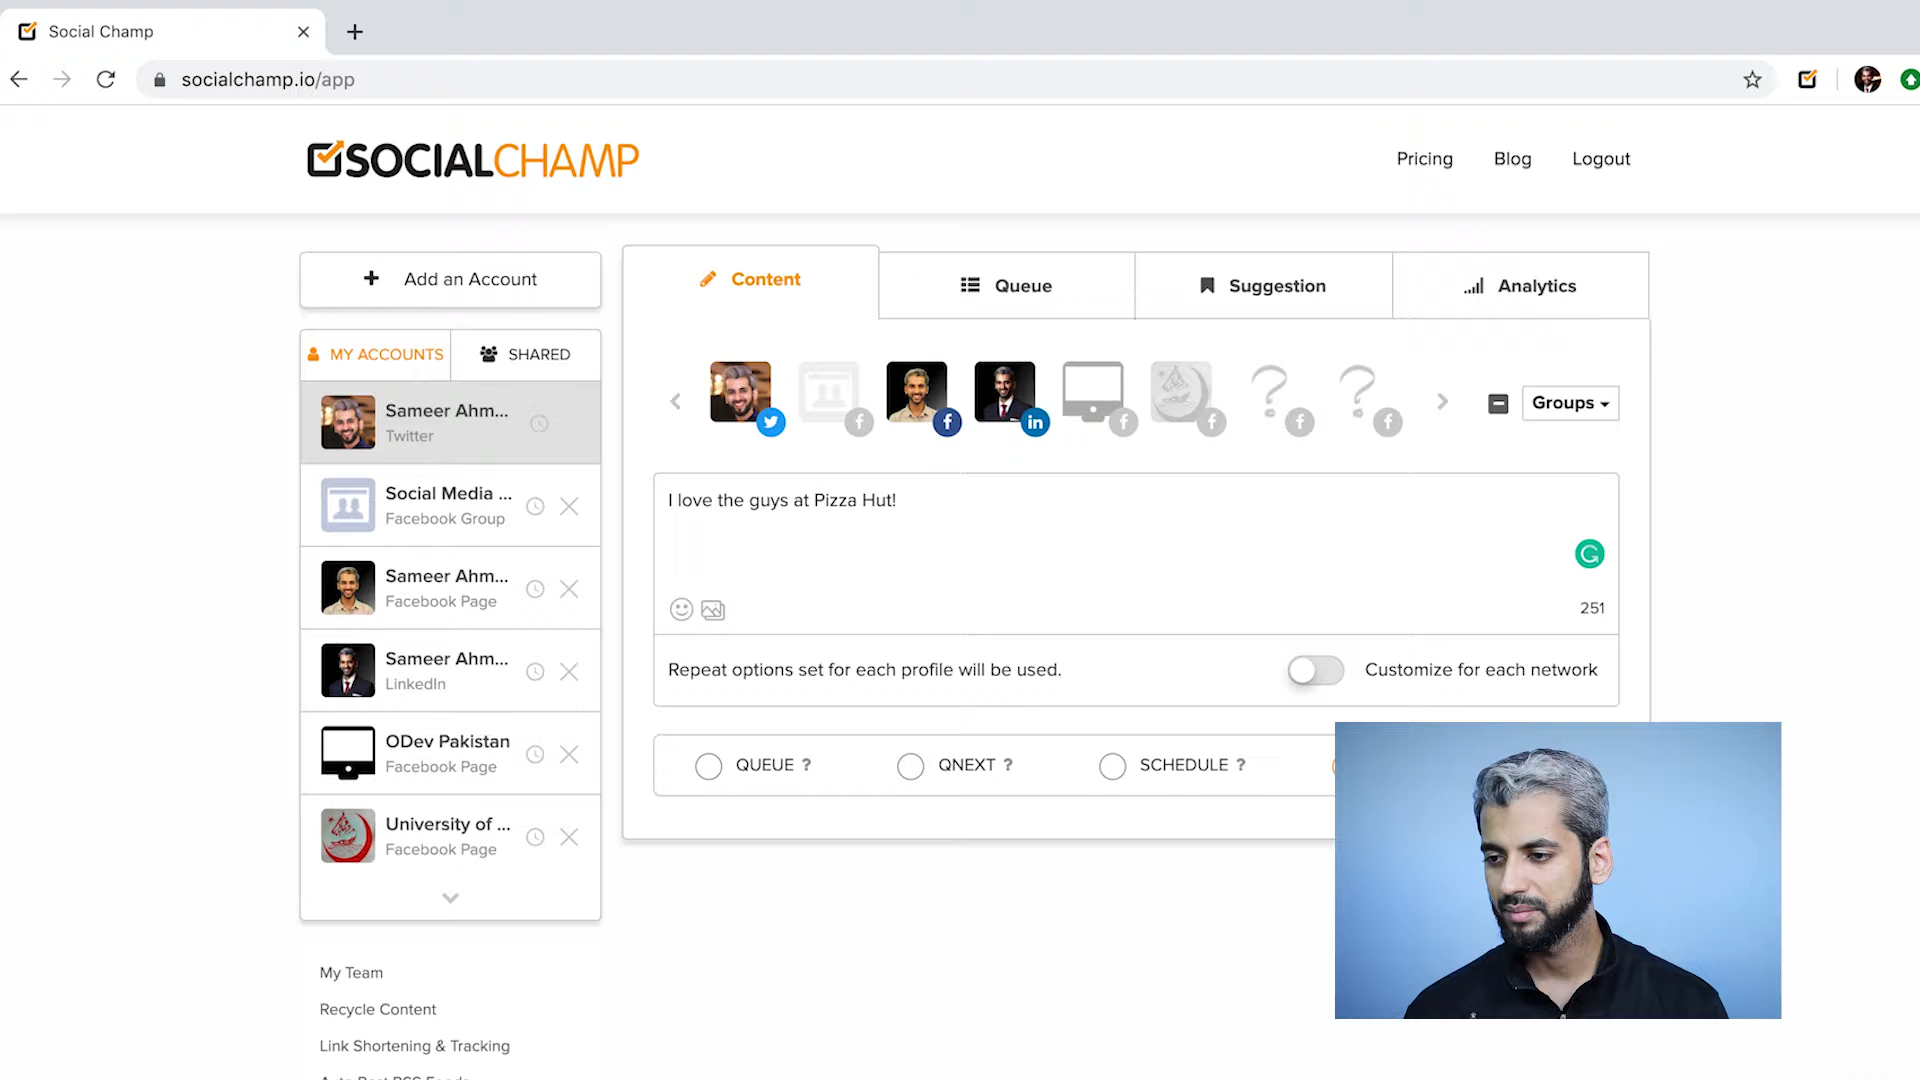 Social Champ
socialchamp.io/app
SOCIALCHAMP
Pricing
Blog
Logout
Add an Account
Content
Queue
Suggestion
Analytics
MY ACCOUNTS
SHARED
Sameer Ahm...
Twitter
Social Media ...
Facebook Group
Sameer Ahm...
Facebook Page
Sameer Ahm...
LinkedIn
ODev Pakistan
Facebook Page
University of ...
Facebook Page
My Team
Recycle Content
Link Shortening & Tracking
Groups
I love the guys at Pizza Hut!
251
Repeat options set for each profile will be used.
Customize for each network
QUEUE ?
QNEXT ?
SCHEDULE ?